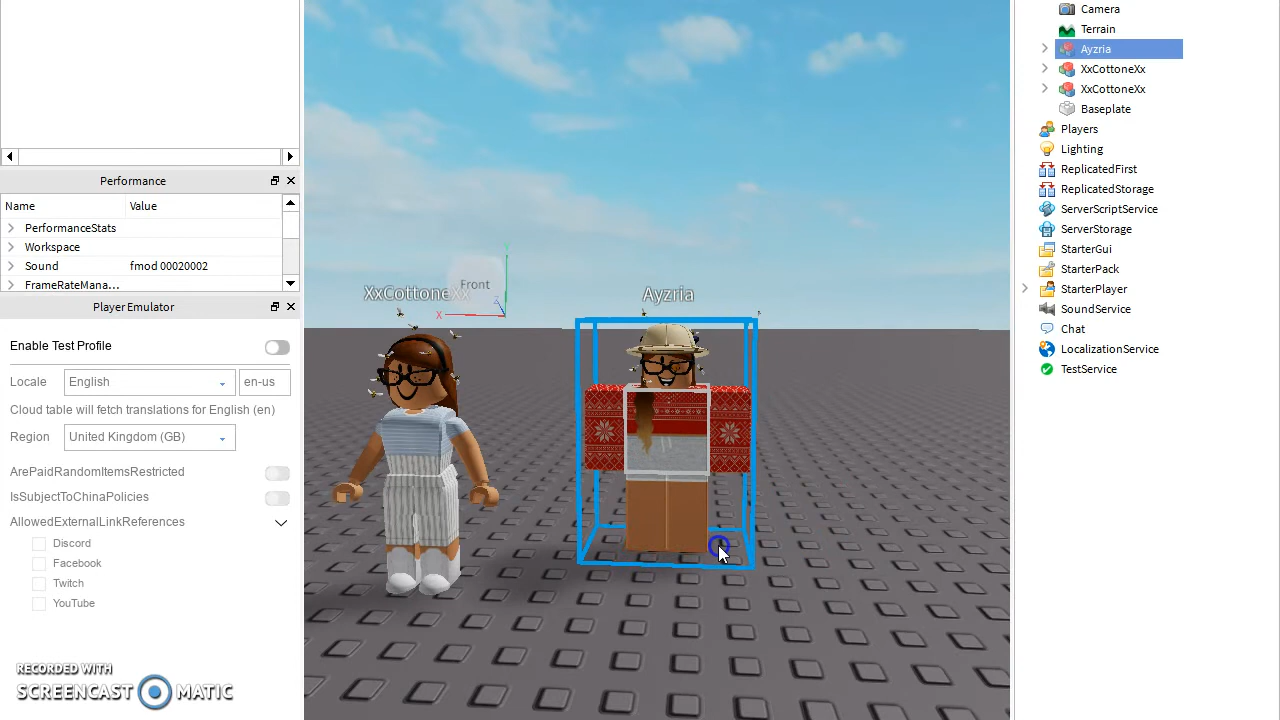 Performance
Name Value
PerformanceStats
Workspace
Sound fmod 00020002
FrameRateMana...
Player Emulator
Enable Test Profile
Locale English en-us
Cloud table will fetch translations for English (en)
Region United Kingdom (GB)
ArePaidRandomItemsRestricted
IsSubjectToChinaPolicies
AllowedExternalLinkReferences
Discord
Facebook
Twitch
YouTube
RECORDED WITH
SCREENCAST MATIC
Front
Y
Z
X
XxCottoneXx
Ayzria
Camera
Terrain
Ayzria
XxCottoneXx
XxCottoneXx
Baseplate
Players
Lighting
ReplicatedFirst
ReplicatedStorage
ServerScriptService
ServerStorage
StarterGui
StarterPack
StarterPlayer
SoundService
Chat
LocalizationService
TestService